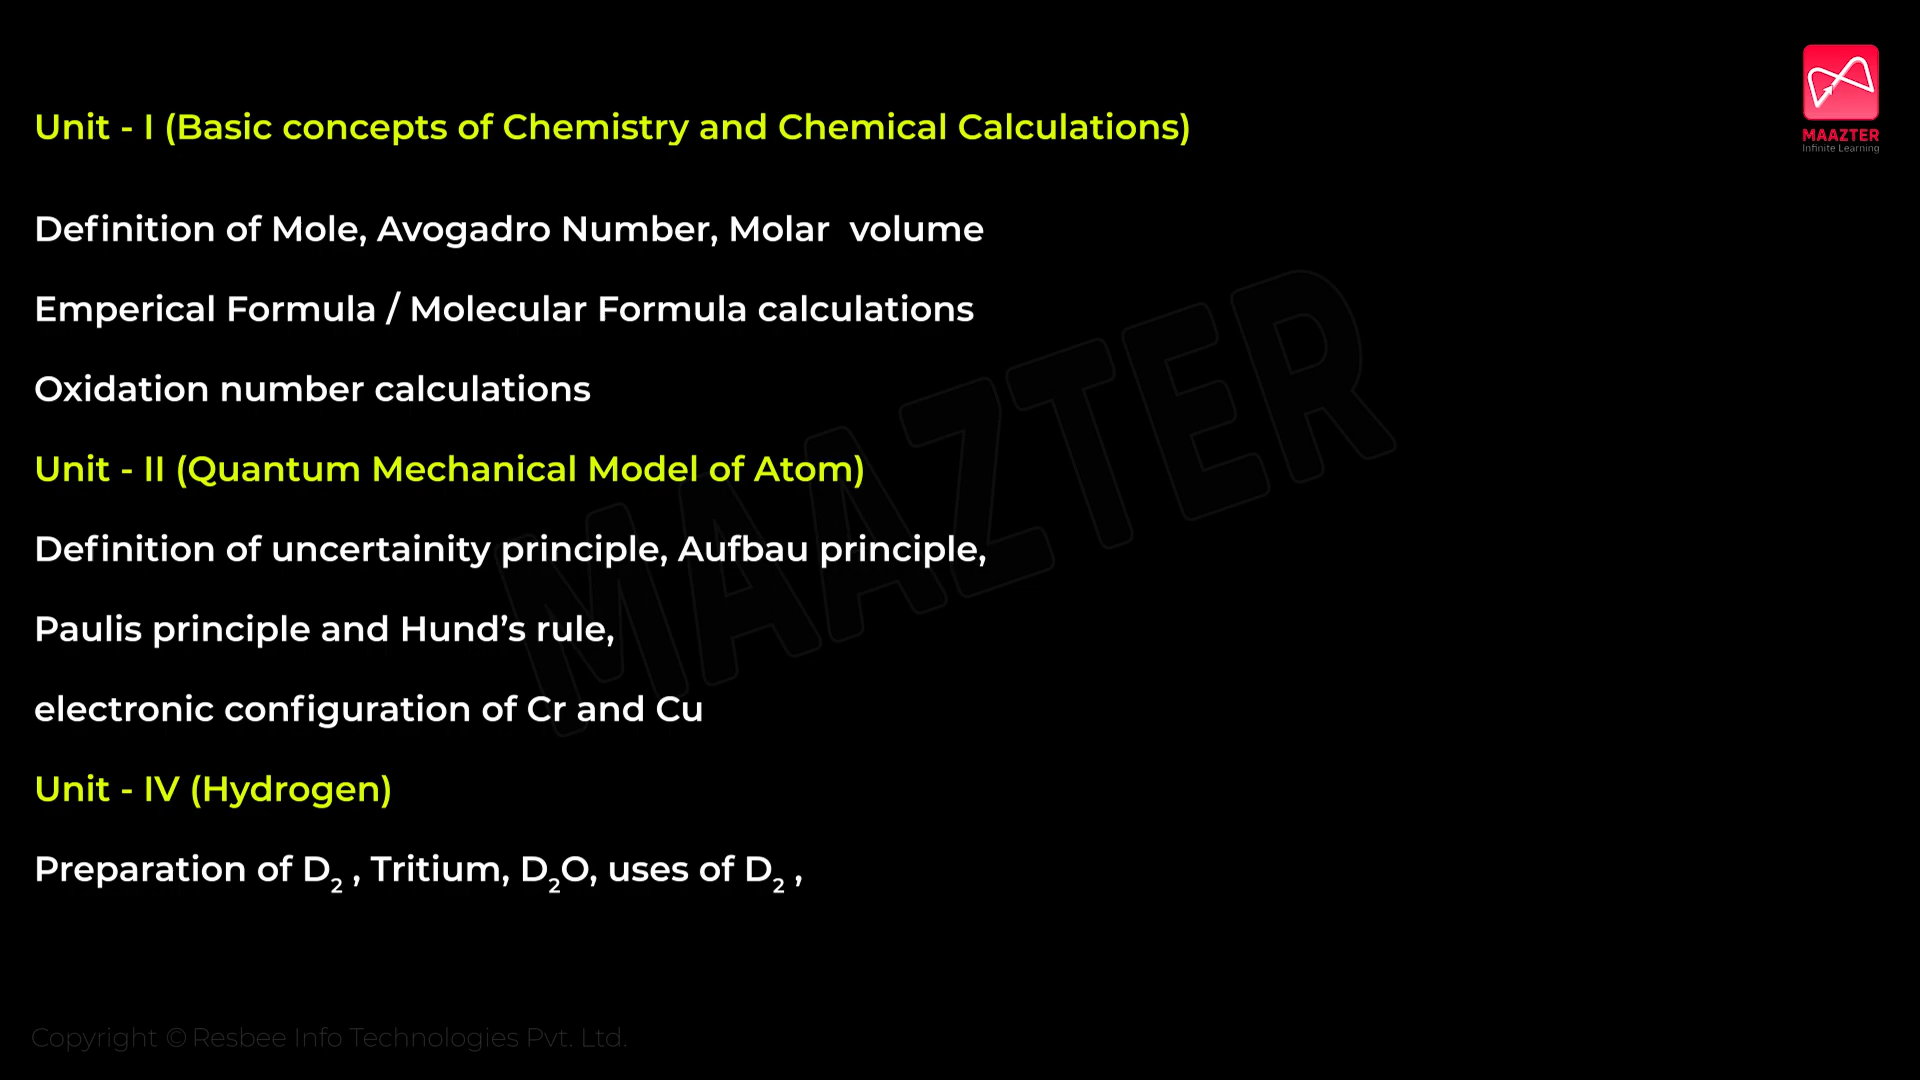 MAAZTER
Infinite Learning
Unit - I (Basic concepts of Chemistry and Chemical Calculations)
Definition of Mole, Avogadro Number, Molar volume
Emperical Formula / Molecular Formula calculations
Oxidation number calculations
Unit - II (Quantum Mechanical Model of Atom)
Definition of uncertainity principle, Aufbau principle,
Paulis principle and Hund’s rule,
electronic configuration of Cr and Cu
Unit - IV (Hydrogen)
Preparation of D₂ , Tritium, D₂O, uses of D₂ ,
MAAZTER
Copyright © Resbee Info Technologies Pvt. Ltd.